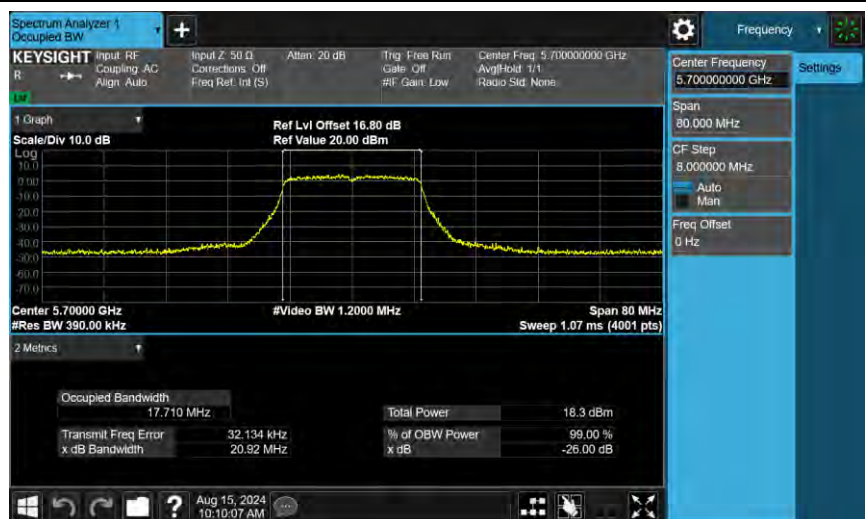 Spectrum Analyzer 1
Occupied BW
+
Frequency
KEYSIGHT Input: RF Input Z: 50 Ω Atten: 20 dB Trig: Free Run Center Freq: 5.700000000 GHz
R Coupling: AC Corrections: Off Gate: Off Avg|Hold: 1/1
Align: Auto Freq Ref: Int (S) #IF Gain: Low Radio Std: None
Center Frequency
5.700000000 GHz
Settings
Span
80.000 MHz
CF Step
8.000000 MHz
Auto
Man
Freq Offset
0 Hz
1 Graph
Ref Lvl Offset 16.80 dB
Scale/Div 10.0 dB Ref Value 20.00 dBm
Log
10.0
0.00
-10.0
-20.0
-30.0
-40.0
-50.0
-60.0
-70.0
Center 5.70000 GHz #Video BW 1.2000 MHz Span 80 MHz
#Res BW 390.00 kHz Sweep 1.07 ms (4001 pts)
2 Metrics
Occupied Bandwidth
17.710 MHz Total Power 18.3 dBm
Transmit Freq Error 32.134 kHz % of OBW Power 99.00 %
x dB Bandwidth 20.92 MHz x dB -26.00 dB
?
Aug 15, 2024
10:10:07 AM